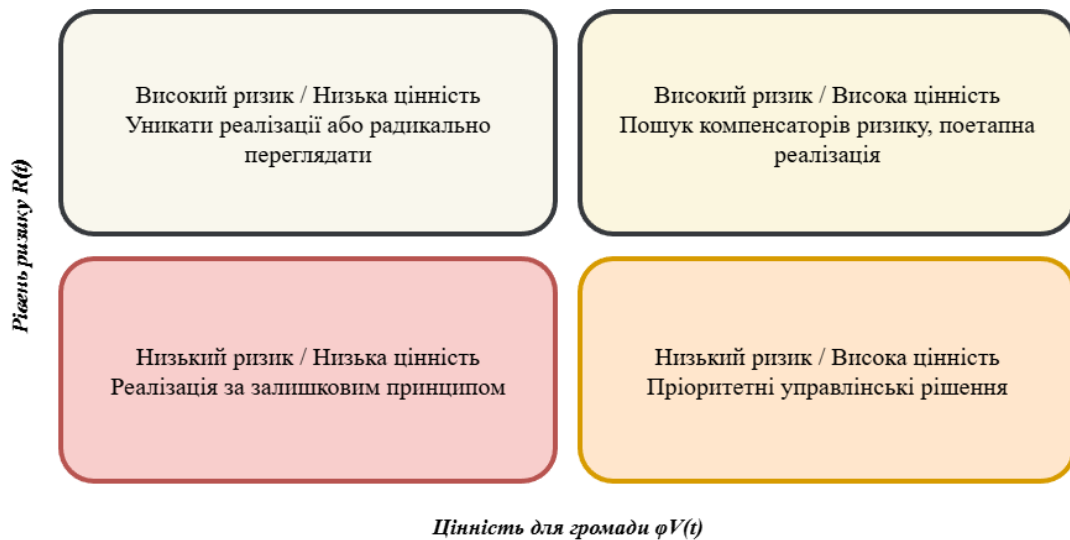 Високий ризик / Низька цінність
Уникати реалізації або радикально
переглядати
Високий ризик / Висока цінність
Пошук компенсаторів ризику, поетапна
реалізація
Рівень ризику R(t)
Низький ризик / Низька цінність
Реалізація за залишковим принципом
Низький ризик / Висока цінність
Пріоритетні управлінські рішення
Цінність для громади φV(t)